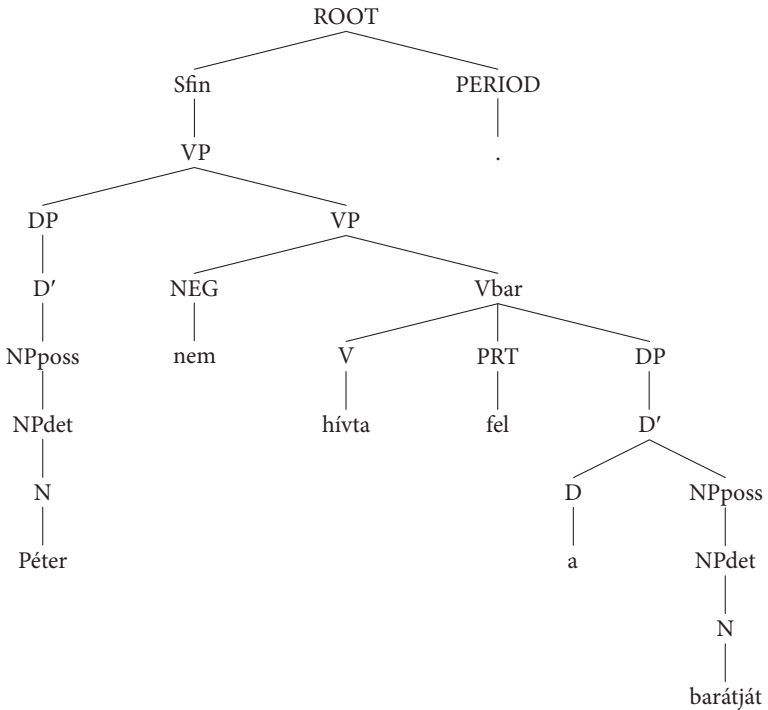 ROOT
Sfin PERIOD
VP .
DP VP
D′ NEG Vbar
NPposs nem V PRT DP
NPdet hívta fel D′
N D NPposs
Péter a NPdet
N
barátját